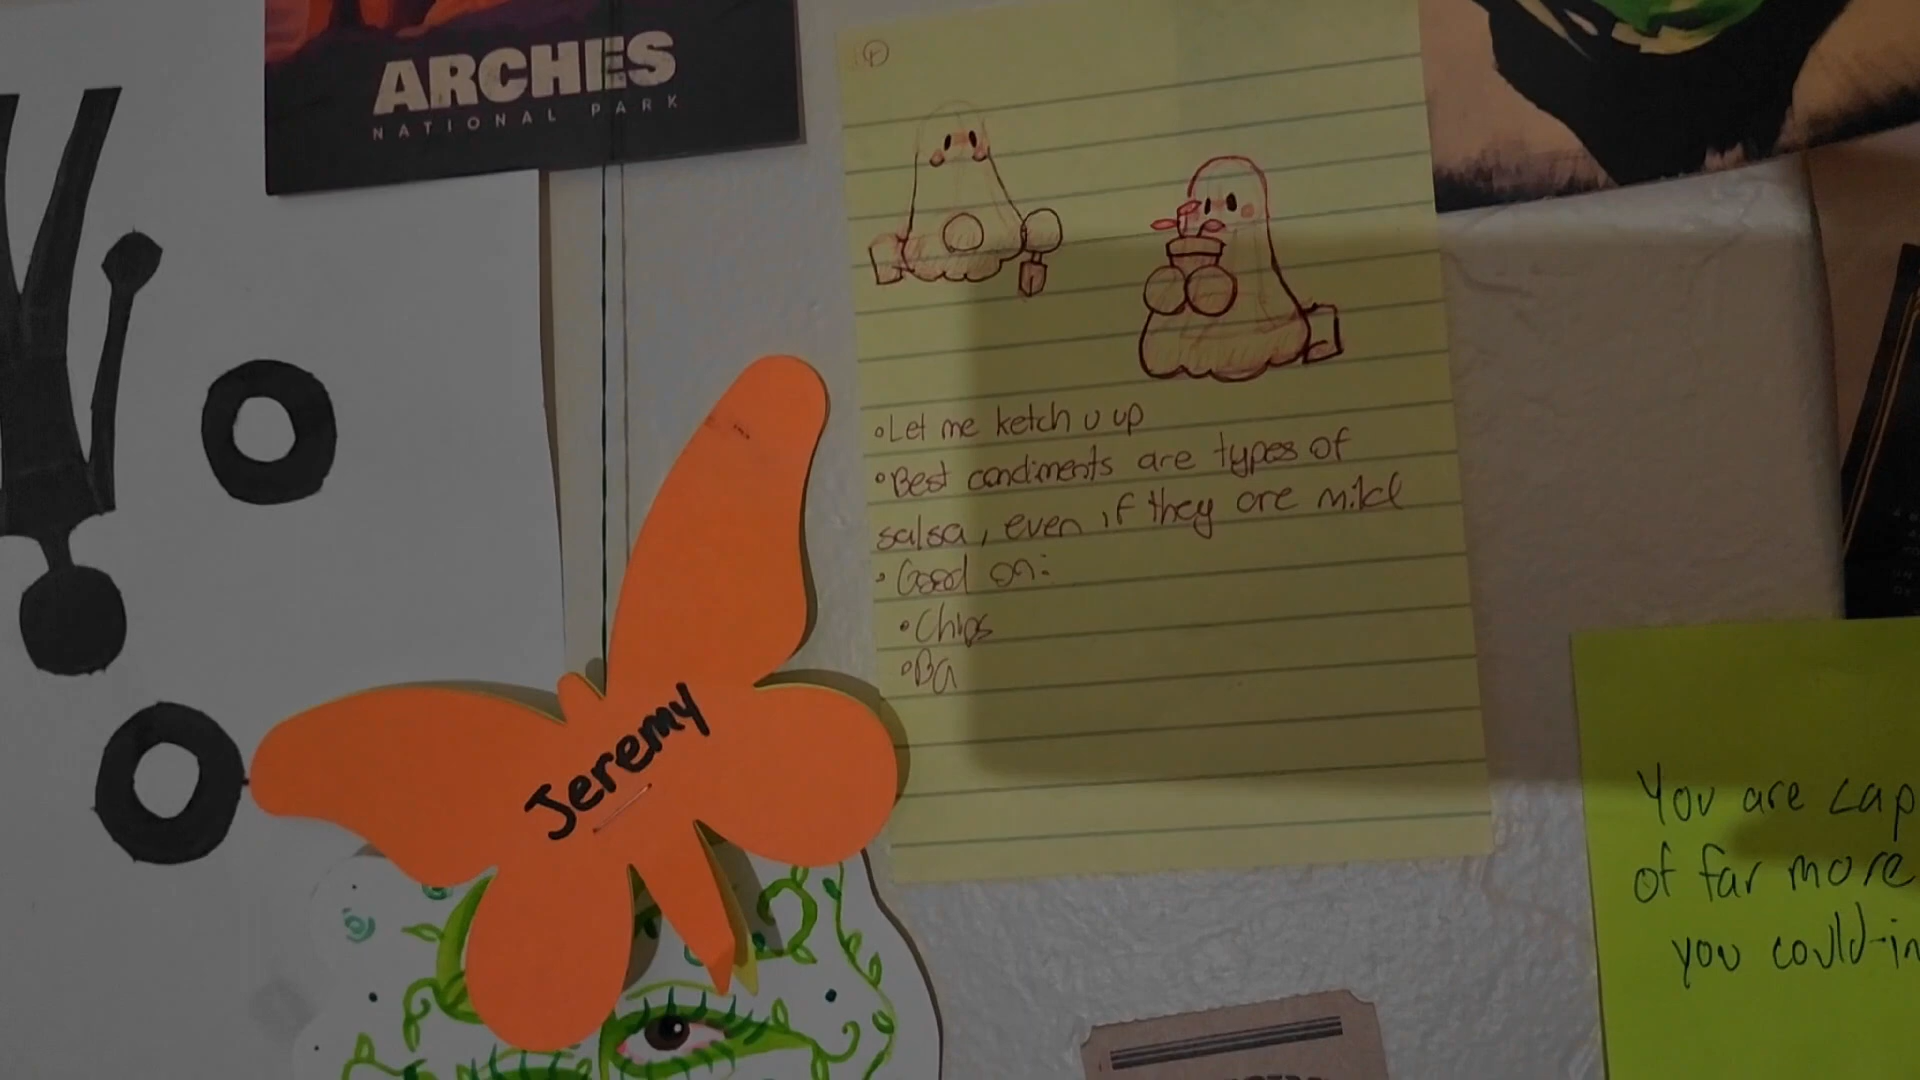 ARCHES
NATIONAL PARK
Let me ketch u up
Best condiments are types of
salsa, even if they are mild
Good on:
Chips
Ba
Jeremy
You are cap
of far more
you could in